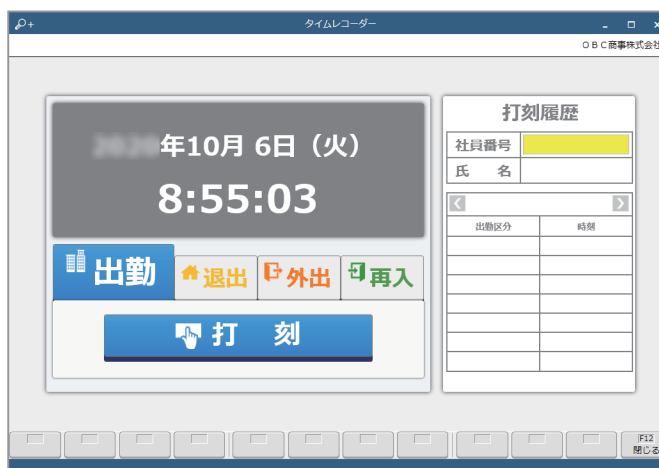 タイムレコーダー
OBC商事株式会社
年10月 6日（火）
8:55:03
出勤
退出
外出
再入
打 刻
打刻履歴
社員番号
氏 名
出勤区分 時刻
F12
閉じる